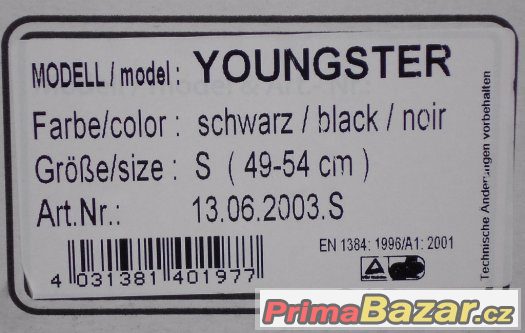 MODELL / model : YOUNGSTER
Farbe/color : schwarz / black / noir
Größe/size : S ( 49-54 cm )
Art.Nr.: 13.06.2003.S
EN 1384: 1996/A1: 2001
4 031381 401977
Technische Änderungen vorbehalten
PrimaBazar.cz